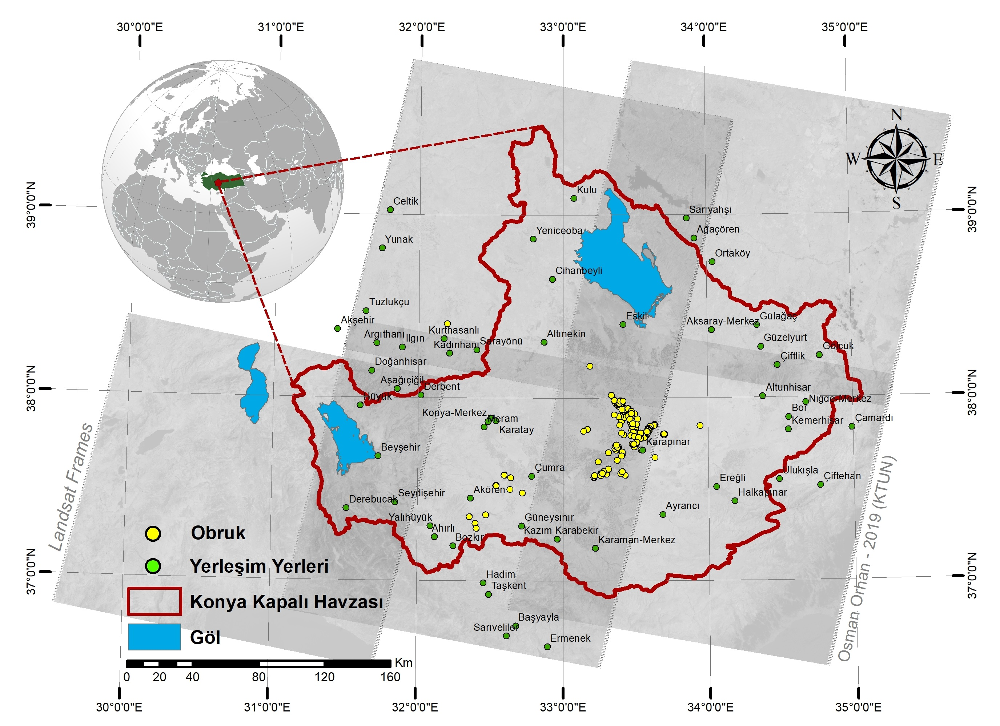 30°0'0"E
31°0'0"E
32°0'0"E
33°0'0"E
34°0'0"E
35°0'0"E
N
W
E
S
39°0'0"N
39°0'0"N
Kulu
Celtik
Sarıyahşi
Yeniceoba
Ağaçören
Yunak
Ortaköy
Cihanbeyli
Tuzlukçu
Akşehir
Eskil
Aksaray-Merkez
Gülağaç
Kurthasanlı
Argıthanı
Ilgın
Altınekin
Güzelyurt
Kadınhanı
Sarayönü
Gölcük
Çiftlik
Doğanhisar
38°0'0"N
38°0'0"N
Aşağıçiğil
Derbent
Altunhisar
Hüyük
Niğde-Merkez
Bor
Konya-Merkez
Meram
Kemerhisar
Çamardı
Karatay
Karapınar
Beyşehir
Landsat Frames
Çumra
Ulukışla
Ereğli
Çiftehan
Akören
Halkapınar
Seydişehir
Derebucak
Ayrancı
Yalıhüyük
Güneysınır
Ahırlı
Kazım Karabekir
Bozkır
Karaman-Merkez
Obruk
Yerleşim Yerleri
Konya Kapalı Havzası
Göl
37°0'0"N
37°0'0"N
Hadim
Taşkent
Başyayla
Sarıveliler
Ermenek
Osman Orhan - 2019 (KTUN)
Km
0
20
40
80
120
160
30°0'0"E
31°0'0"E
32°0'0"E
33°0'0"E
34°0'0"E
35°0'0"E